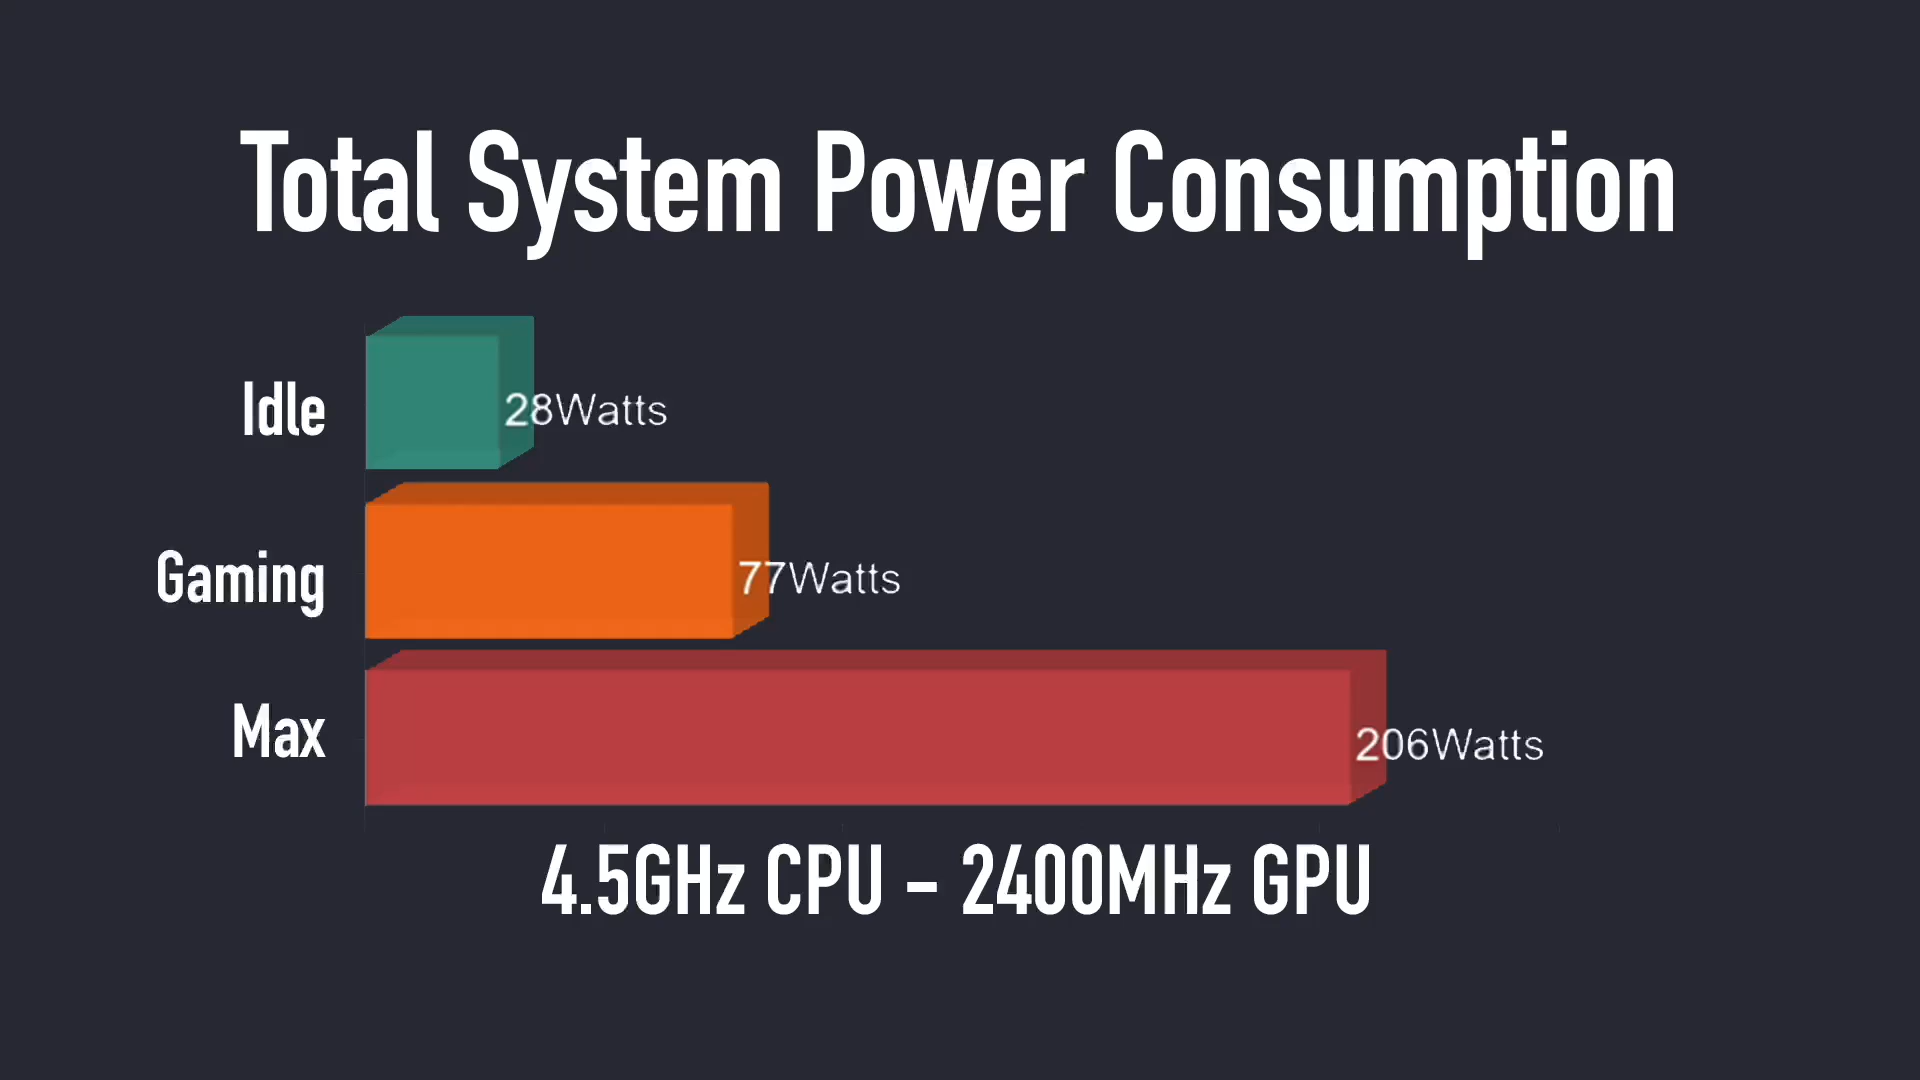 Total System Power Consumption
Idle
28Watts
Gaming
77Watts
Max
206Watts
4.5GHz CPU – 2400MHz GPU